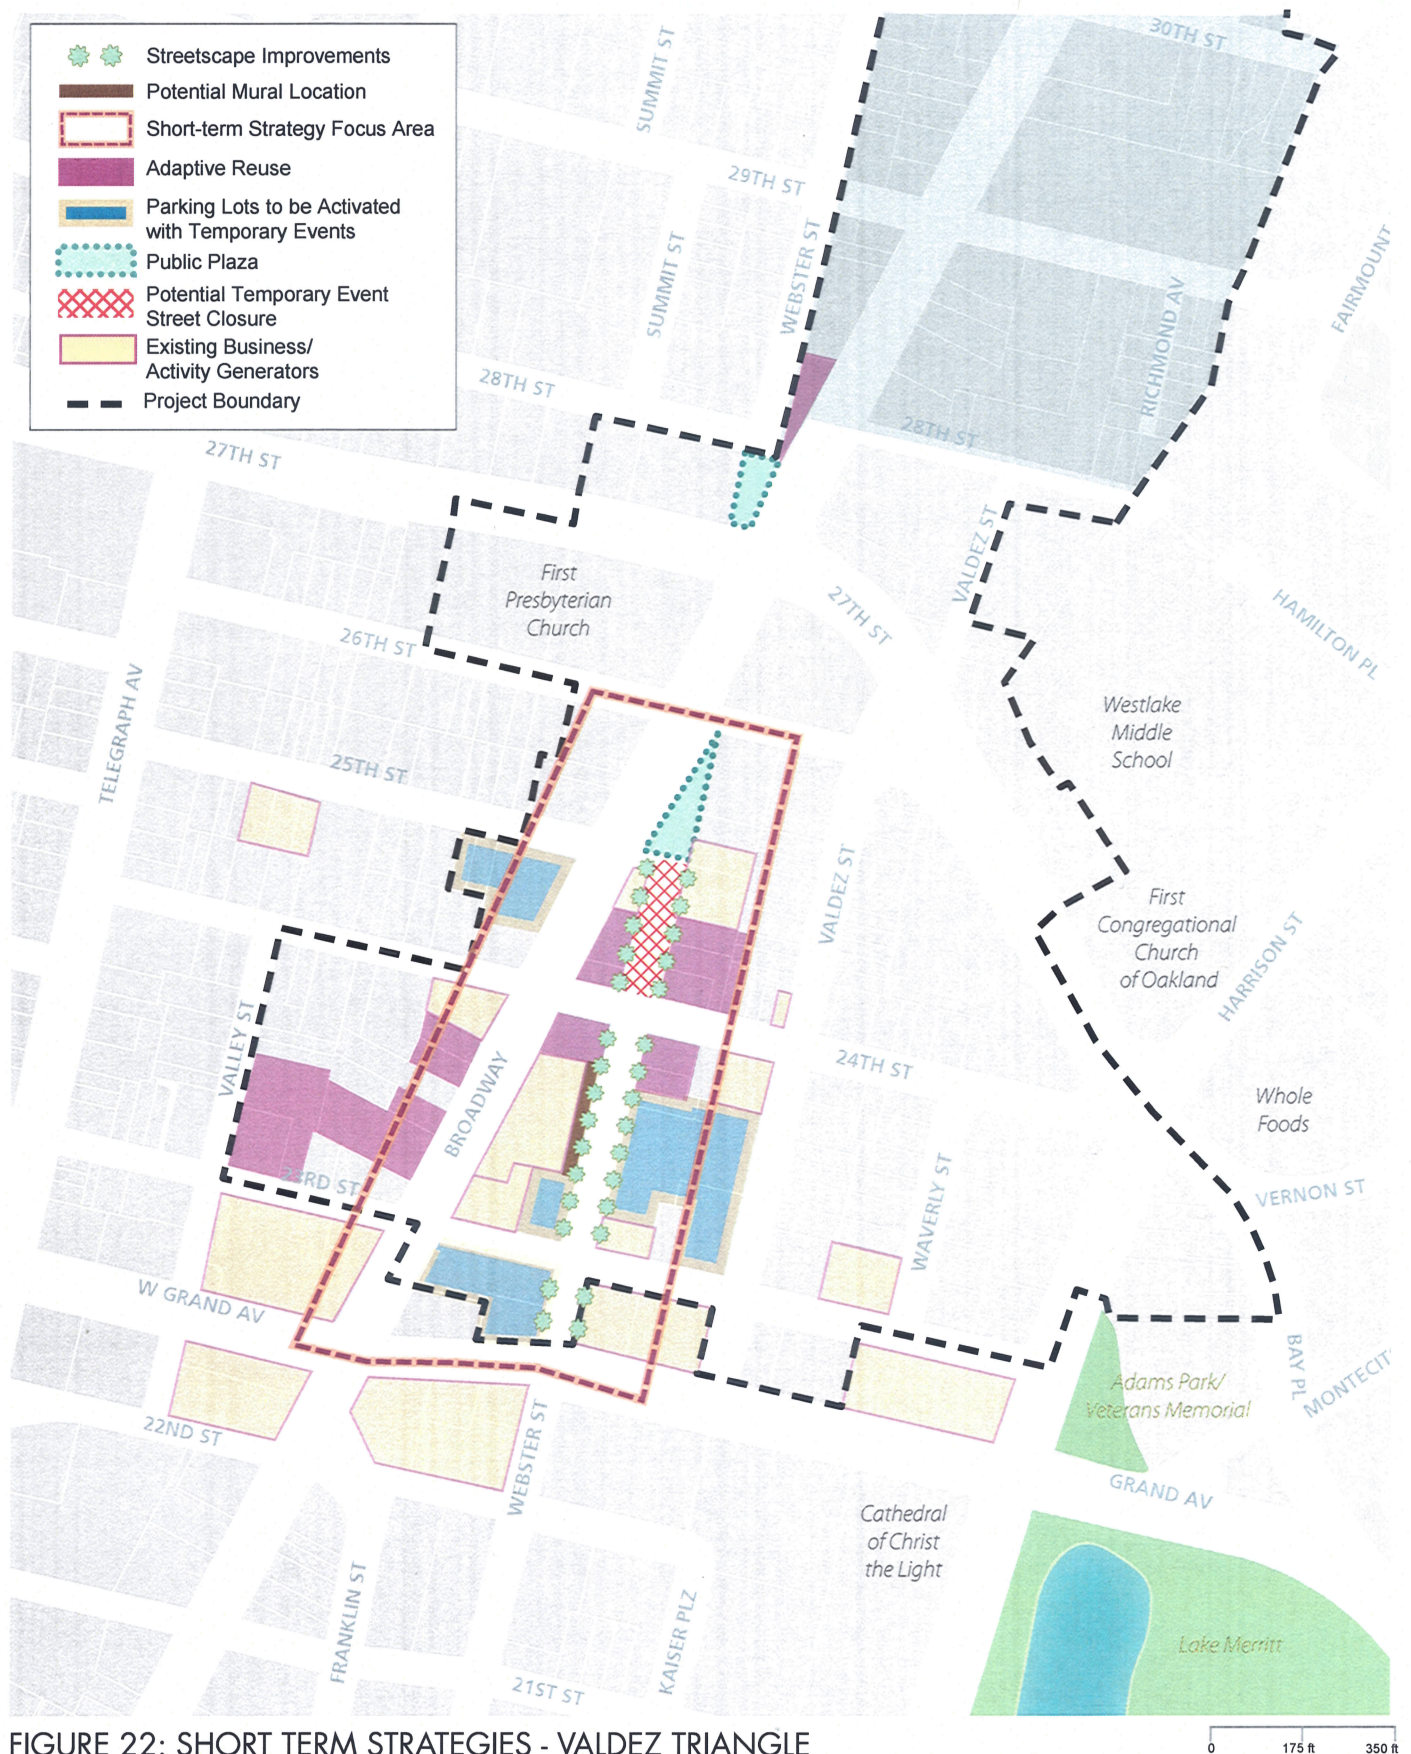 Streetscape Improvements
Potential Mural Location
Short-term Strategy Focus Area
Adaptive Reuse
Parking Lots to be Activated
with Temporary Events
Public Plaza
Potential Temporary Event
Street Closure
Existing Business/
Activity Generators
Project Boundary
30TH ST
SUMMIT ST
29TH ST
WEBSTER ST
SUMMIT ST
FAIRMOUNT
RICHMOND AV
28TH ST
28TH ST
27TH ST
VALDEZ ST
First
Presbyterian
Church
27TH ST
HAMILTON PL
26TH ST
TELEGRAPH AV
Westlake
Middle
School
25TH ST
VALDEZ ST
First
Congregational
Church
of Oakland
HARRISON ST
VALLEY ST
BROADWAY
24TH ST
Whole
Foods
23RD ST
WAVERLY ST
VERNON ST
W GRAND AV
BAY PL
MONTECIT
Adams Park/
Veterans Memorial
22ND ST
WEBSTER ST
GRAND AV
Cathedral
of Christ
the Light
FRANKLIN ST
KAISER PLZ
Lake Merritt
21ST ST
FIGURE 22: SHORT TERM STRATEGIES - VALDEZ TRIANGLE
0 175 ft 350 ft